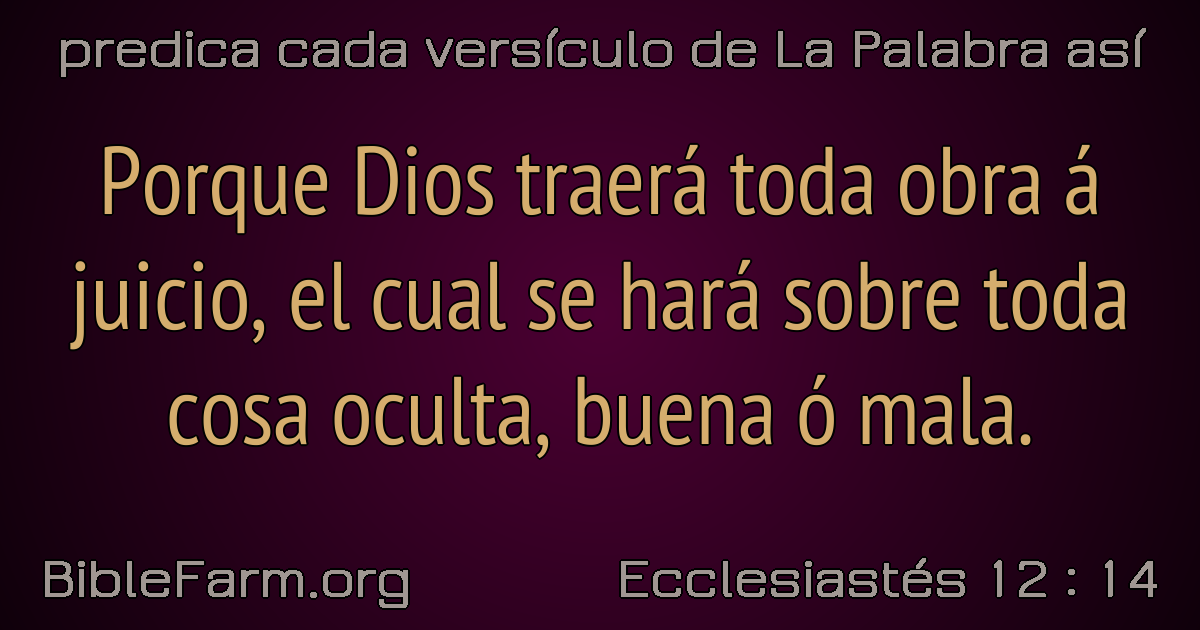 predica cada versículo de La Palabra así
Porque Dios traerá toda obra á
juicio, el cual se hará sobre toda
cosa oculta, buena ó mala.
BibleFarm.org
Ecclesiastés 12 : 14